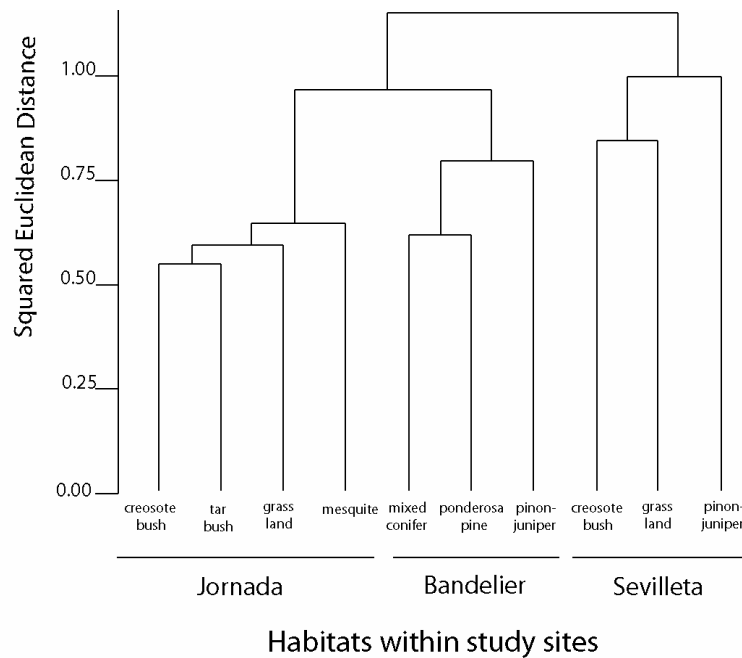 Squared Euclidean Distance
1.00
0.75
0.50
0.25
0.00
creosote
bush
tar
bush
grass
land
mesquite
mixed
conifer
ponderosa
pine
pinon-
juniper
creosote
bush
grass
land
pinon-
juniper
Jornada
Bandelier
Sevilleta
Habitats within study sites